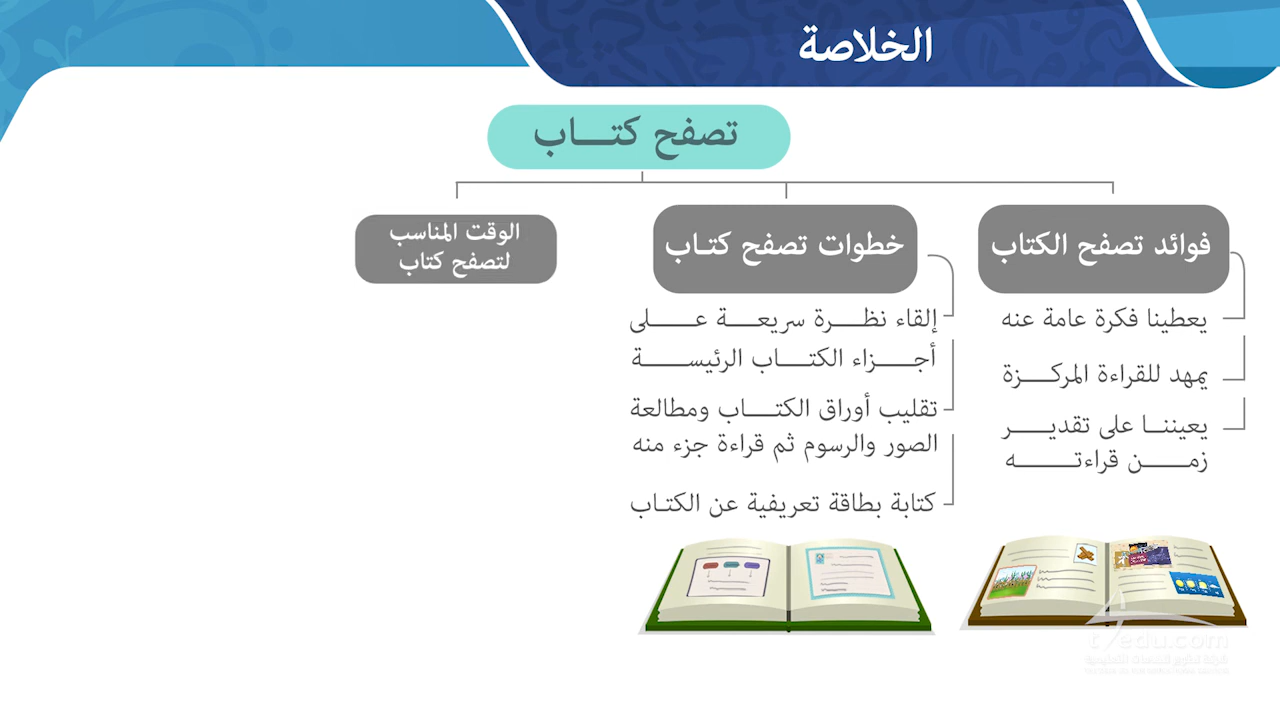 الخلاصة
تصفح كتاب
فوائد تصفح الكتاب
يعطينا فكرة عامة عنه
يمهد للقراءة المركزة
يعيننا على تقدير
زمن قراءته
خطوات تصفح كتاب
إلقاء نظرة سريعة على
أجزاء الكتاب الرئيسة
تقليب أوراق الكتاب ومطالعة
الصور والرسوم ثم قراءة جزء منه
كتابة بطاقة تعريفية عن الكتاب
الوقت المناسب
لتصفح كتاب
t4edu.com